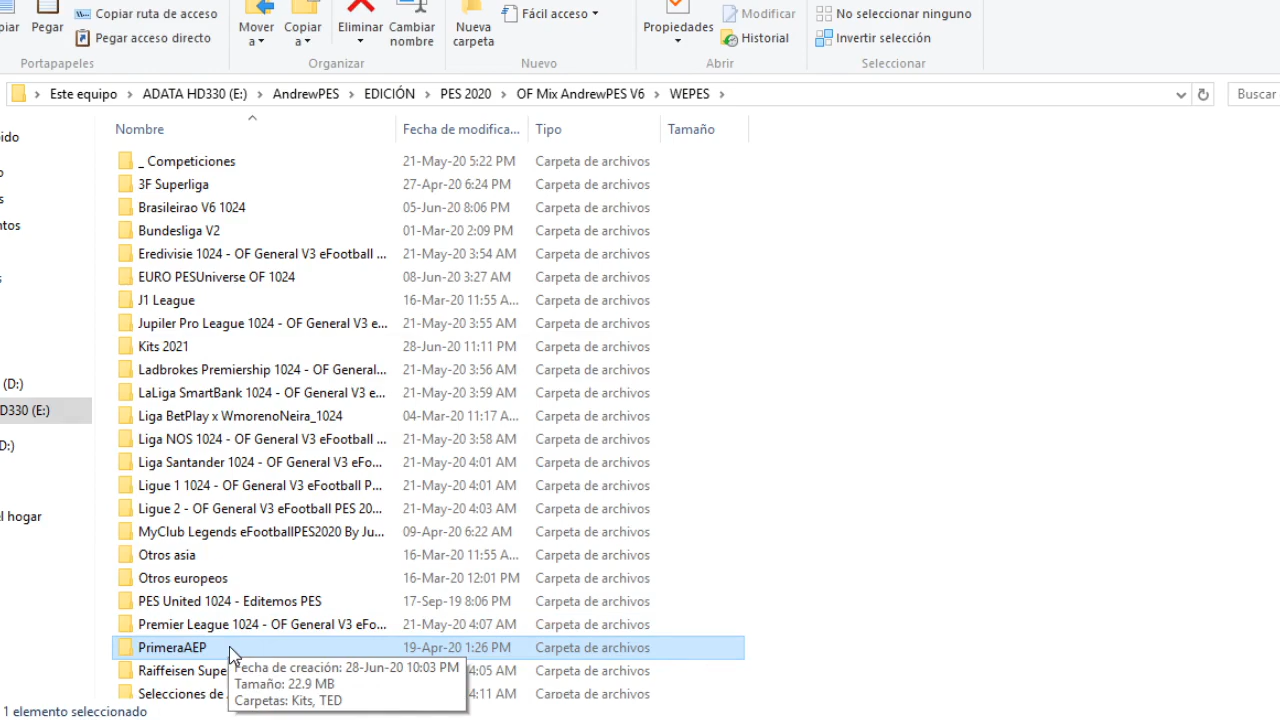 Copiar ruta de acceso
Pegar acceso directo
Pegar
Portapapeles
Mover a
Copiar a
Eliminar
Cambiar nombre
Organizar
Nueva carpeta
Fácil acceso
Nuevo
Propiedades
Modificar
Historial
Abrir
No seleccionar ninguno
Invertir selección
Seleccionar
Este equipo > ADATA HD330 (E:) > AndrewPES > EDICIÓN > PES 2020 > OF Mix AndrewPES V6 > WEPES >
Buscar
Nombre Fecha de modifica... Tipo Tamaño
_ Competiciones 21-May-20 5:22 PM Carpeta de archivos
3F Superliga 27-Apr-20 6:24 PM Carpeta de archivos
Brasileirao V6 1024 05-Jun-20 8:06 PM Carpeta de archivos
Bundesliga V2 01-Mar-20 2:09 PM Carpeta de archivos
Eredivisie 1024 - OF General V3 eFootball ... 21-May-20 3:54 AM Carpeta de archivos
EURO PESUniverse OF 1024 08-Jun-20 3:27 AM Carpeta de archivos
J1 League 16-Mar-20 11:55 A... Carpeta de archivos
Jupiler Pro League 1024 - OF General V3 e... 21-May-20 3:55 AM Carpeta de archivos
Kits 2021 28-Jun-20 11:11 PM Carpeta de archivos
Ladbrokes Premiership 1024 - OF General... 21-May-20 3:56 AM Carpeta de archivos
LaLiga SmartBank 1024 - OF General V3 e... 21-May-20 3:59 AM Carpeta de archivos
Liga BetPlay x WmorenoNeira_1024 04-Mar-20 11:17 A... Carpeta de archivos
Liga NOS 1024 - OF General V3 eFootball ... 21-May-20 3:58 AM Carpeta de archivos
Liga Santander 1024 - OF General V3 eFo... 21-May-20 4:01 AM Carpeta de archivos
Ligue 1 1024 - OF General V3 eFootball P... 21-May-20 4:01 AM Carpeta de archivos
Ligue 2 - OF General V3 eFootball PES 20... 21-May-20 4:03 AM Carpeta de archivos
MyClub Legends eFootballPES2020 By Ju... 09-Apr-20 6:22 AM Carpeta de archivos
Otros asia 16-Mar-20 11:55 A... Carpeta de archivos
Otros europeos 16-Mar-20 12:01 PM Carpeta de archivos
PES United 1024 - Editemos PES 17-Sep-19 8:06 PM Carpeta de archivos
Premier League 1024 - OF General V3 eFo... 21-May-20 4:07 AM Carpeta de archivos
PrimeraAEP 19-Apr-20 1:26 PM Carpeta de archivos
Raiffeisen Supe 4:05 AM Carpeta de archivos
Selecciones de 4:11 AM Carpeta de archivos
Fecha de creación: 28-Jun-20 10:03 PM
Tamaño: 22.9 MB
Carpetas: Kits, TED
(D:)
D330 (E:)
D:)
el hogar
1 elemento seleccionado